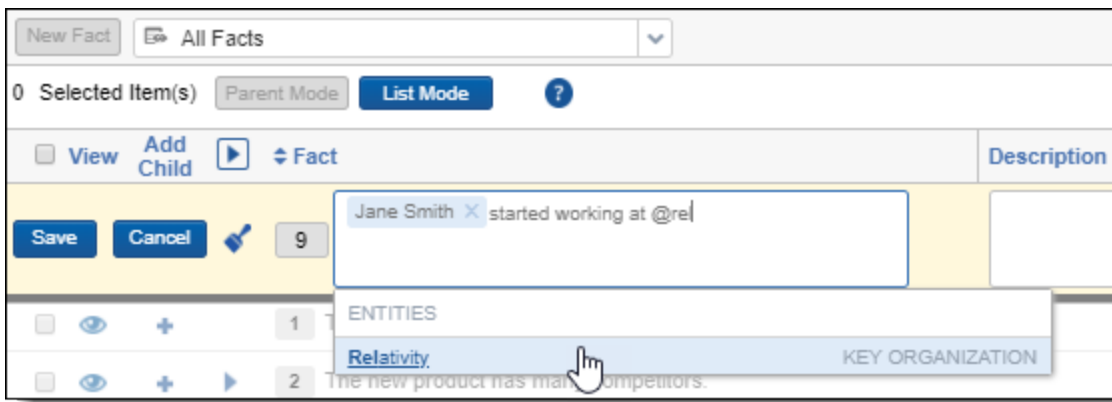 New Fact All Facts
0 Selected Item(s) Parent Mode List Mode ?
View Add Child Fact Description
Jane Smith × started working at @rel
Save Cancel 9
ENTITIES
1 T
Relativity KEY ORGANIZATION
2 The new product has many competitors.